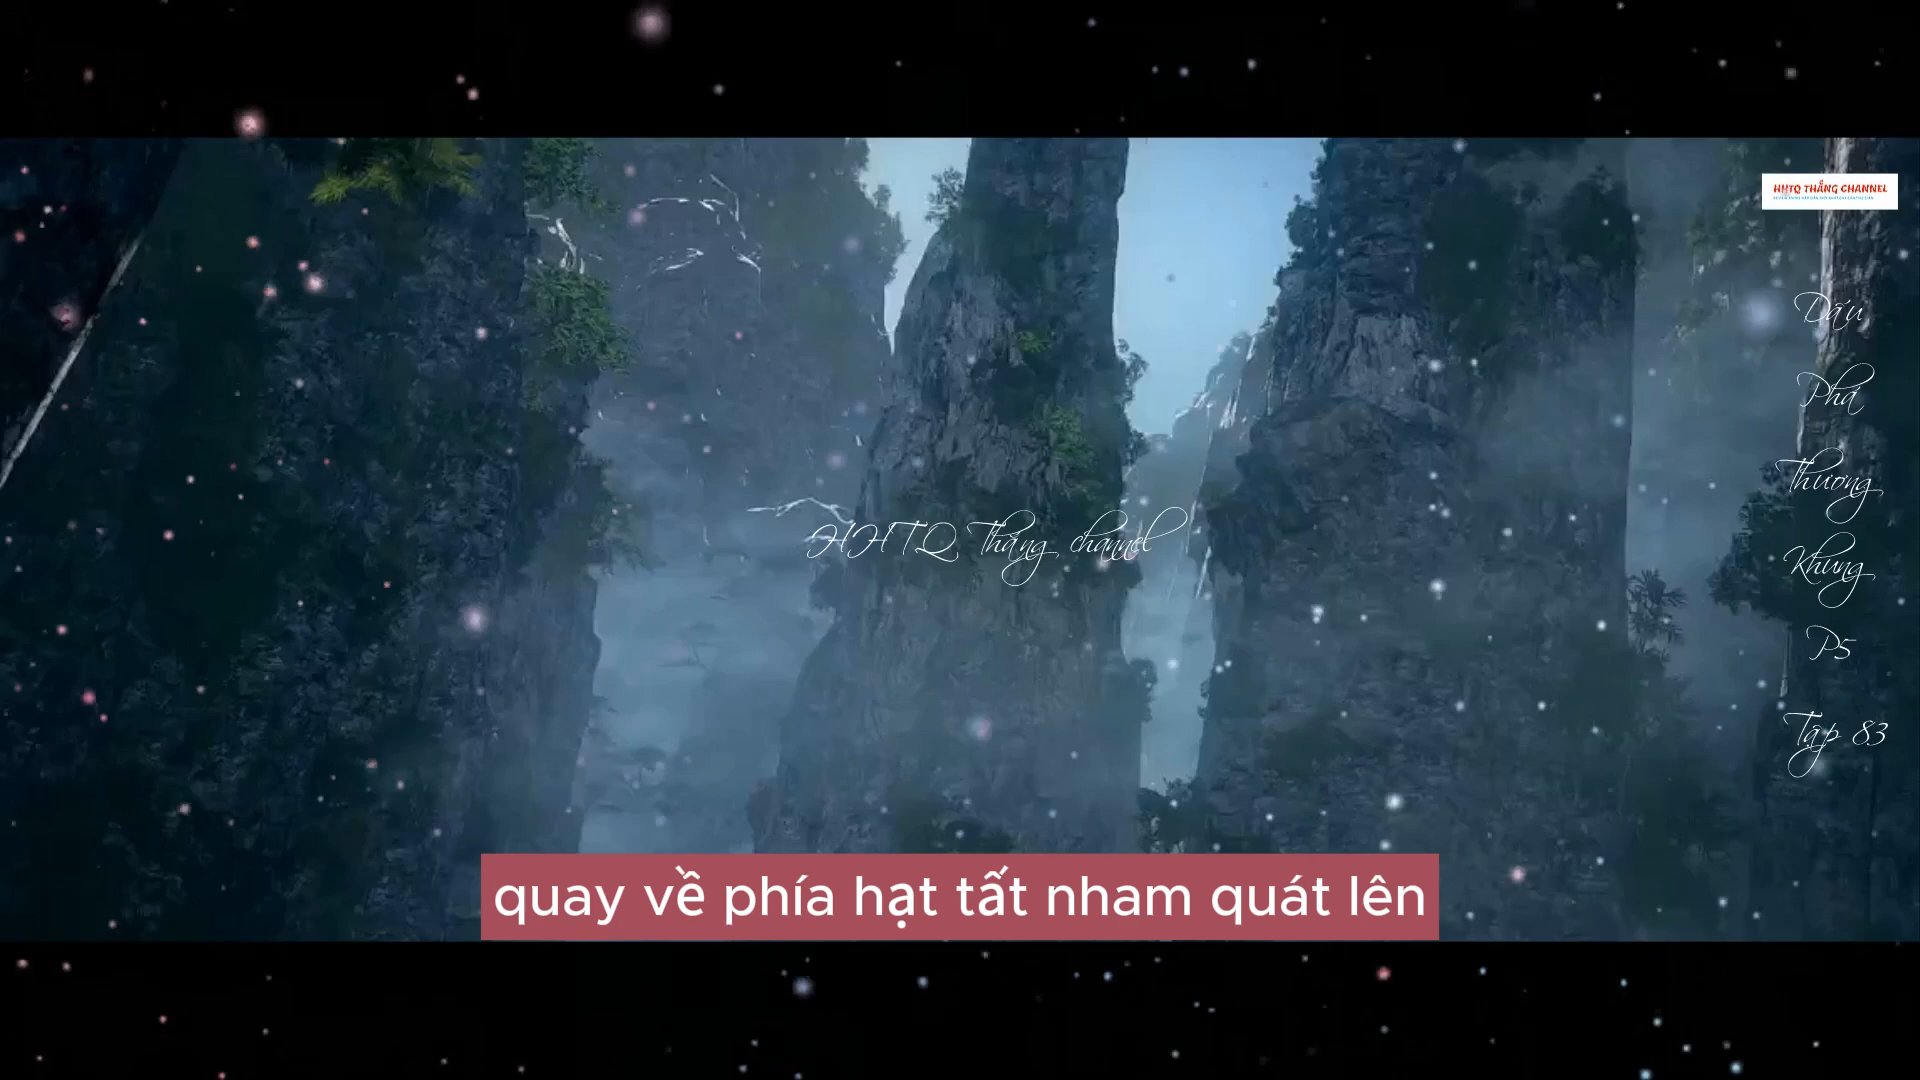 HHTQ THẮNG CHANNEL
Dấu
Phá
Thương
Khung
P5
Tập 83
HHTQ Thắng channel
quay về phía hạt tất nham quát lên